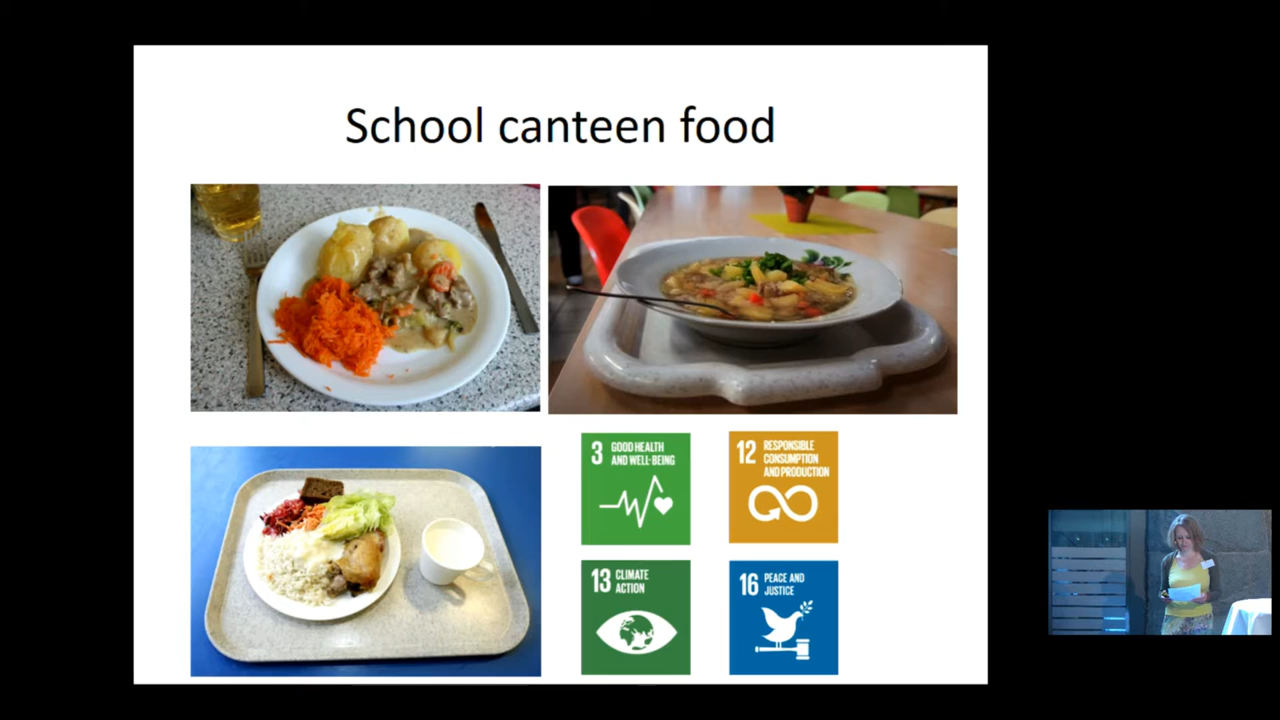 School canteen food
3 GOOD HEALTH
AND WELL-BEING
12 RESPONSIBLE
CONSUMPTION
AND PRODUCTION
13 CLIMATE
ACTION
16 PEACE AND
JUSTICE